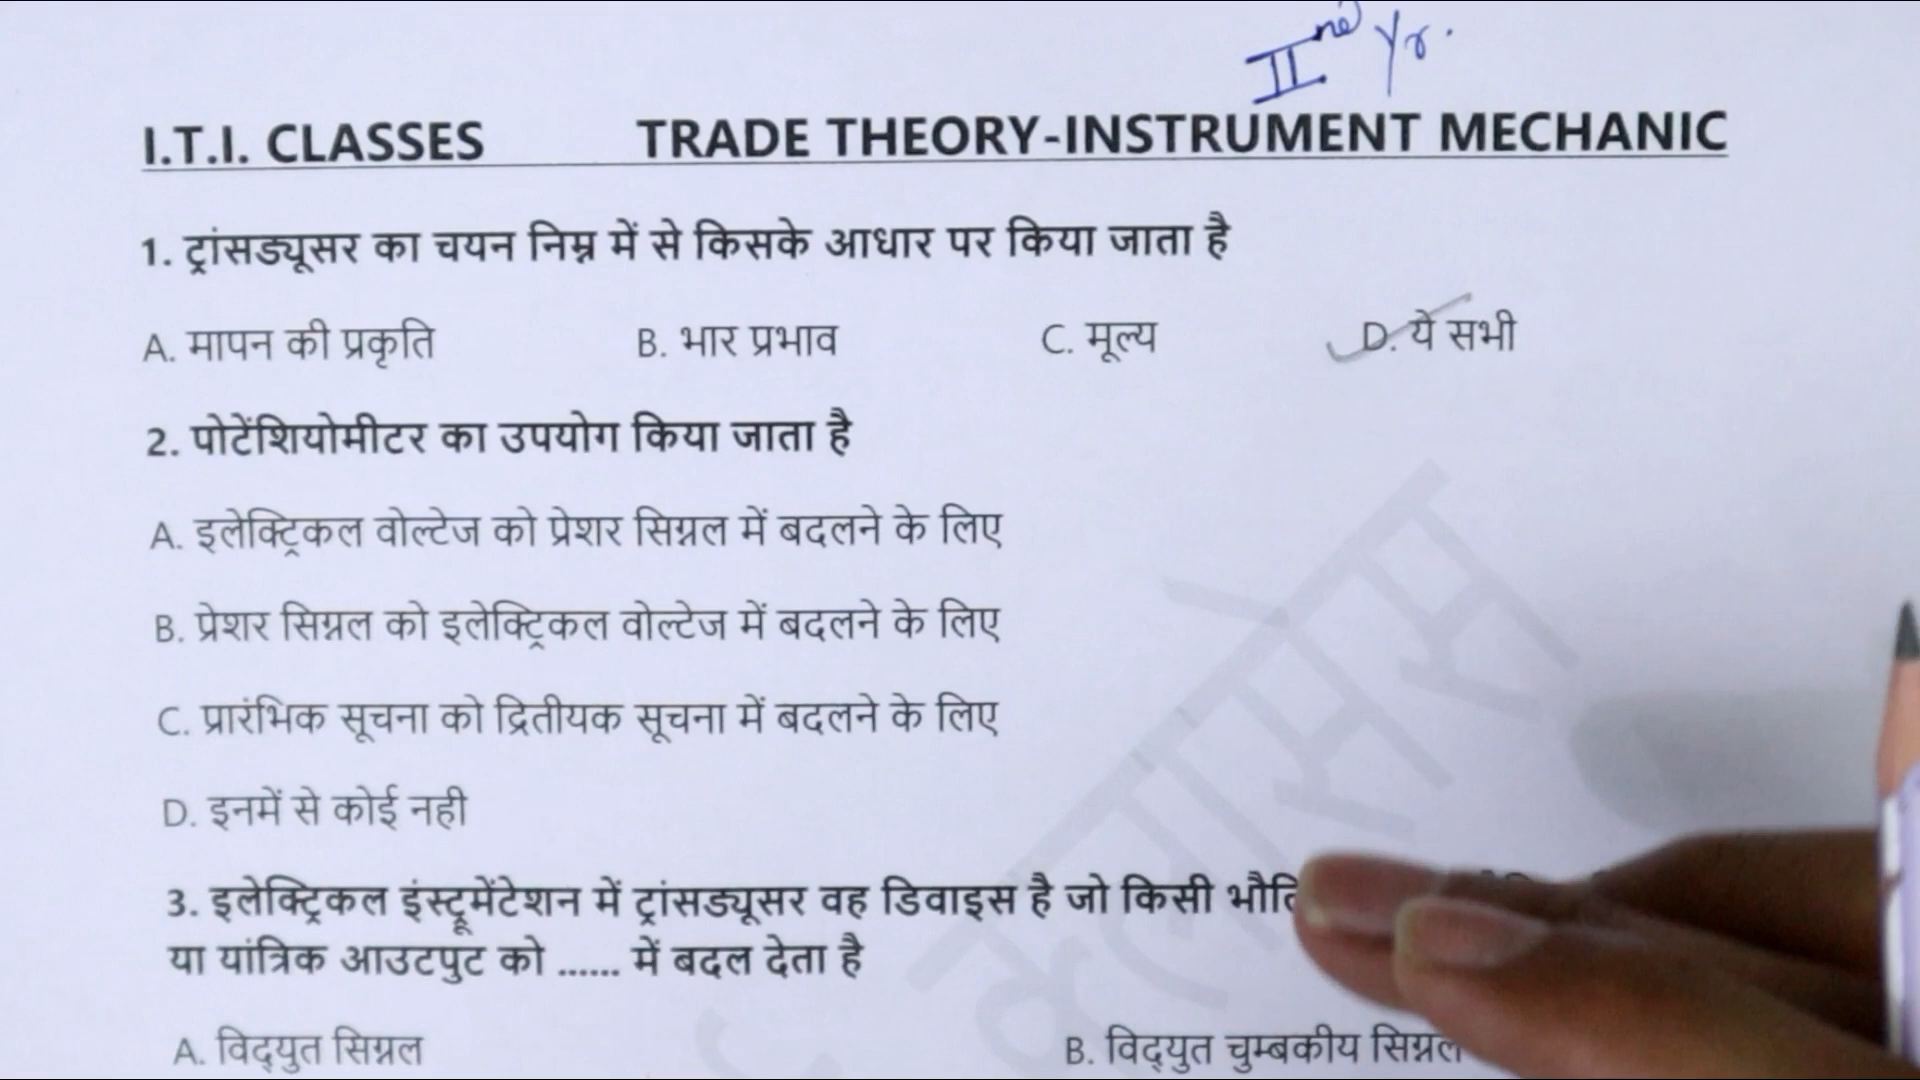 IInd Yr.
I.T.I. CLASSES TRADE THEORY-INSTRUMENT MECHANIC
1. ट्रांसड्यूसर का चयन निम्न में से किसके आधार पर किया जाता है
A. मापन की प्रकृति B. भार प्रभाव C. मूल्य D. ये सभी
2. पोटेंशियोमीटर का उपयोग किया जाता है
A. इलेक्ट्रिकल वोल्टेज को प्रेशर सिग्नल में बदलने के लिए
B. प्रेशर सिग्नल को इलेक्ट्रिकल वोल्टेज में बदलने के लिए
C. प्रारंभिक सूचना को द्वितीयक सूचना में बदलने के लिए
D. इनमें से कोई नही
3. इलेक्ट्रिकल इंस्ट्रूमेंटेशन में ट्रांसड्यूसर वह डिवाइस है जो किसी
या यांत्रिक आउटपुट को ...... में बदल देता है
A. विद्युत सिग्नल B. विद्युत चुम्बकीय सिग्नल
क्लासेस